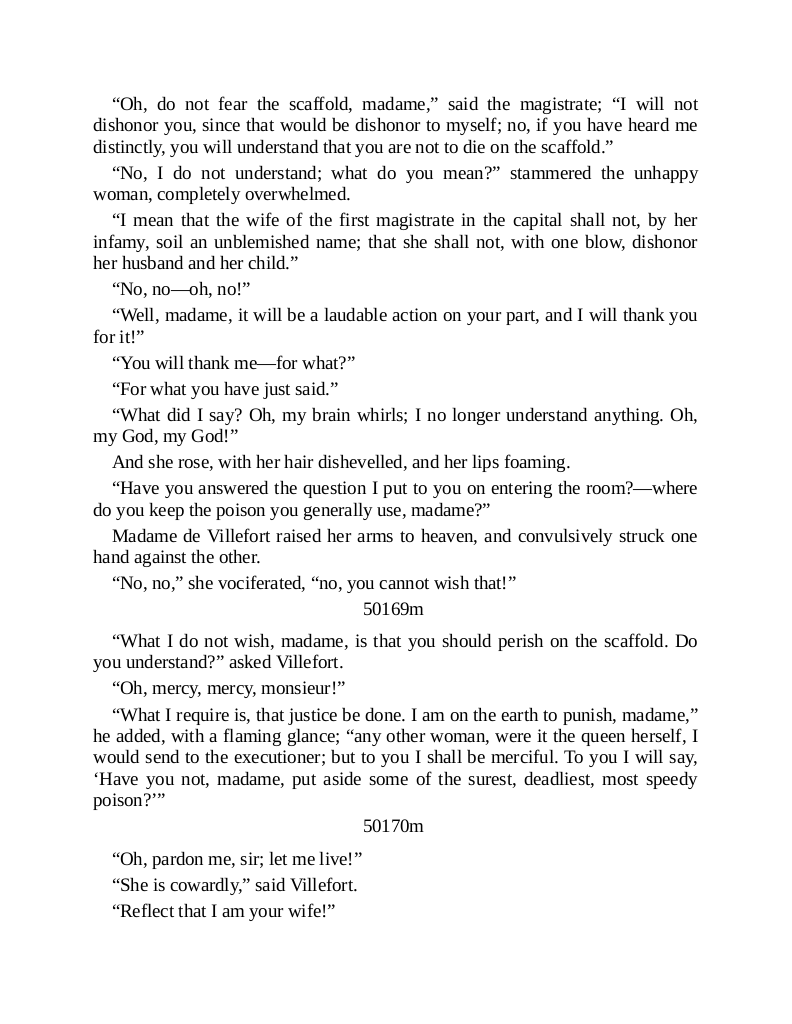 “Oh, do not fear the scaffold, madame,” said the magistrate; “I will not
dishonor you, since that would be dishonor to myself; no, if you have heard me
distinctly, you will understand that you are not to die on the scaffold.”
“No, I do not understand; what do you mean?” stammered the unhappy
woman, completely overwhelmed.
“I mean that the wife of the first magistrate in the capital shall not, by her
infamy, soil an unblemished name; that she shall not, with one blow, dishonor
her husband and her child.”
“No, no—oh, no!”
“Well, madame, it will be a laudable action on your part, and I will thank you
for it!”
“You will thank me—for what?”
“For what you have just said.”
“What did I say? Oh, my brain whirls; I no longer understand anything. Oh,
my God, my God!”
And she rose, with her hair dishevelled, and her lips foaming.
“Have you answered the question I put to you on entering the room?—where
do you keep the poison you generally use, madame?”
Madame de Villefort raised her arms to heaven, and convulsively struck one
hand against the other.
“No, no,” she vociferated, “no, you cannot wish that!”
50169m
“What I do not wish, madame, is that you should perish on the scaffold. Do
you understand?” asked Villefort.
“Oh, mercy, mercy, monsieur!”
“What I require is, that justice be done. I am on the earth to punish, madame,”
he added, with a flaming glance; “any other woman, were it the queen herself, I
would send to the executioner; but to you I shall be merciful. To you I will say,
‘Have you not, madame, put aside some of the surest, deadliest, most speedy
poison?’”
50170m
“Oh, pardon me, sir; let me live!”
“She is cowardly,” said Villefort.
“Reflect that I am your wife!”